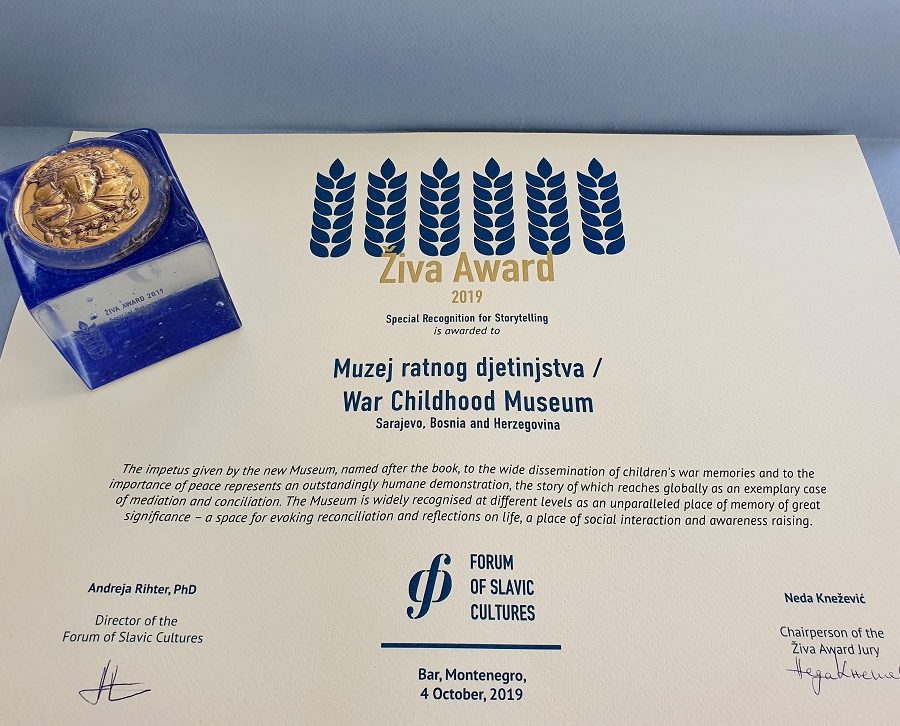 Živa Award
2019
Special Recognition for Storytelling
is awarded to
Muzej ratnog djetinjstva /
War Childhood Museum
Sarajevo, Bosnia and Herzegovina
The impetus given by the new Museum, named after the book, to the wide dissemination of children's war memories and to the
importance of peace represents an outstandingly humane demonstration, the story of which reaches globally as an exemplary case
of mediation and conciliation. The Museum is widely recognised at different levels as an unparalleled place of memory of great
significance – a space for evoking reconciliation and reflections on life, a place of social interaction and awareness raising.
FORUM
OF SLAVIC
CULTURES
Andreja Rihter, PhD
Director of the
Forum of Slavic Cultures
Bar, Montenegro,
4 October, 2019
Neda Knežević
Chairperson of the
Živa Award Jury
ŽIVA AWARD 2019